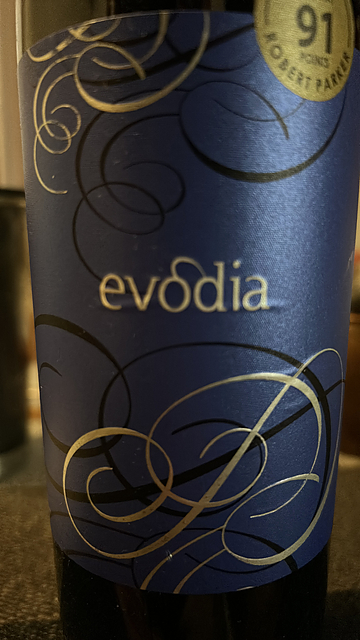 91
POINTS
ROBERT PARKER
evodia